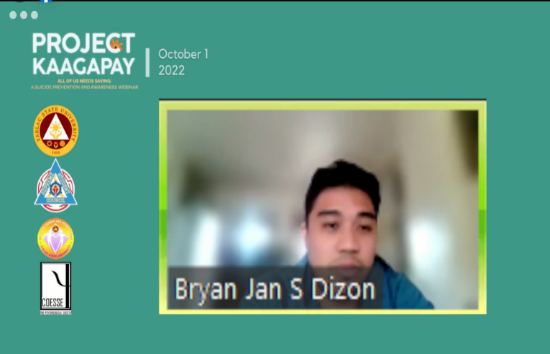 PROJECT
KAAGAPAY
ALL OF US NEEDS SAVING:
A SUICIDE PREVENTION AND AWARENESS WEBINAR
October 1
2022
COESSE
Bryan Jan S Dizon